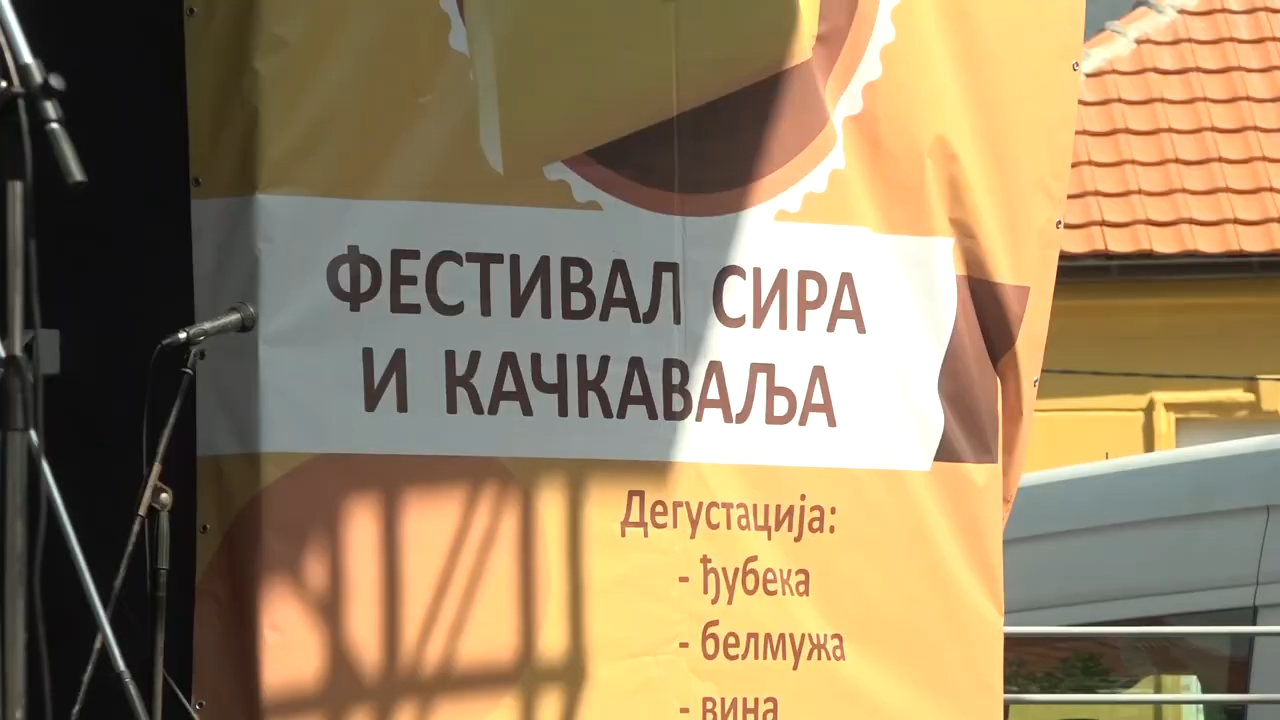 ФЕСТИВАЛ СИРА
И КАЧКАВАЉА
Дегустација:
- ђубека
- белмужа
- вина